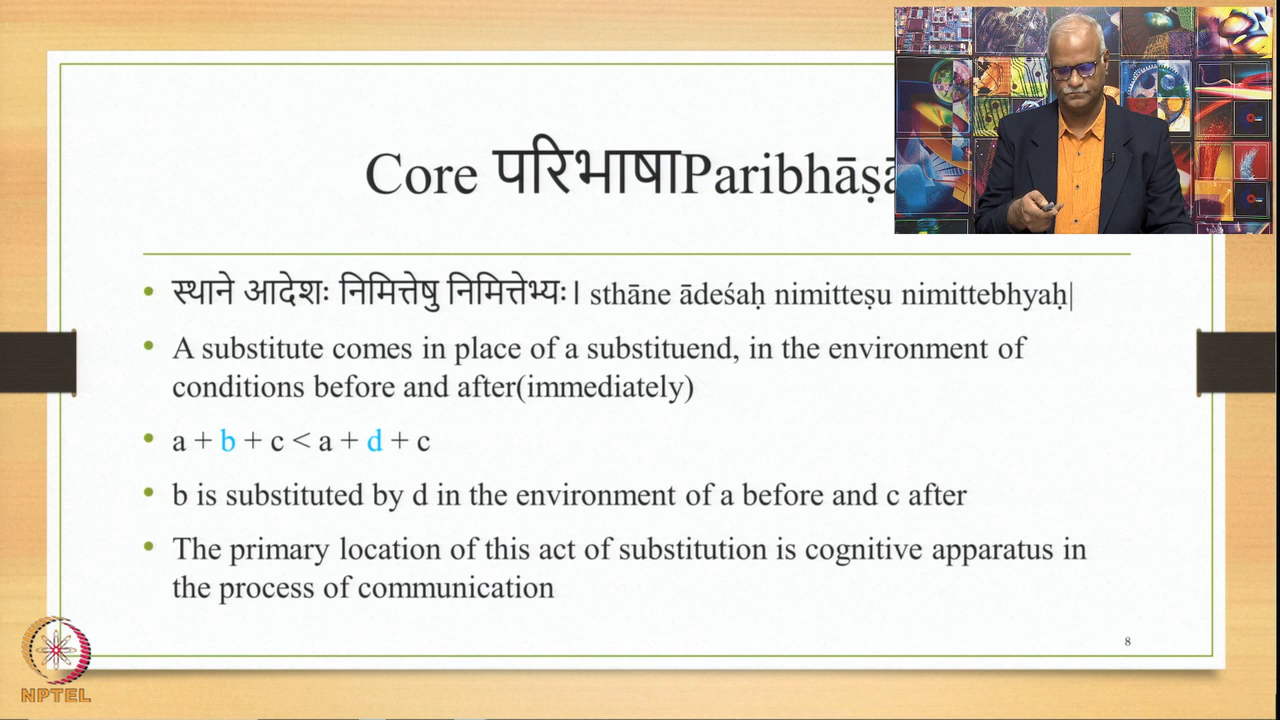 Core परिभाषाParibhāṣā
• स्थाने आदेशः निमित्तेषु निमित्तेभ्यः। sthāne ādeśaḥ nimitteṣu nimittebhyaḥ|
• A substitute comes in place of a substituend, in the environment of
conditions before and after(immediately)
• a + b + c < a + d + c
• b is substituted by d in the environment of a before and c after
• The primary location of this act of substitution is cognitive apparatus in
the process of communication
8
NPTEL